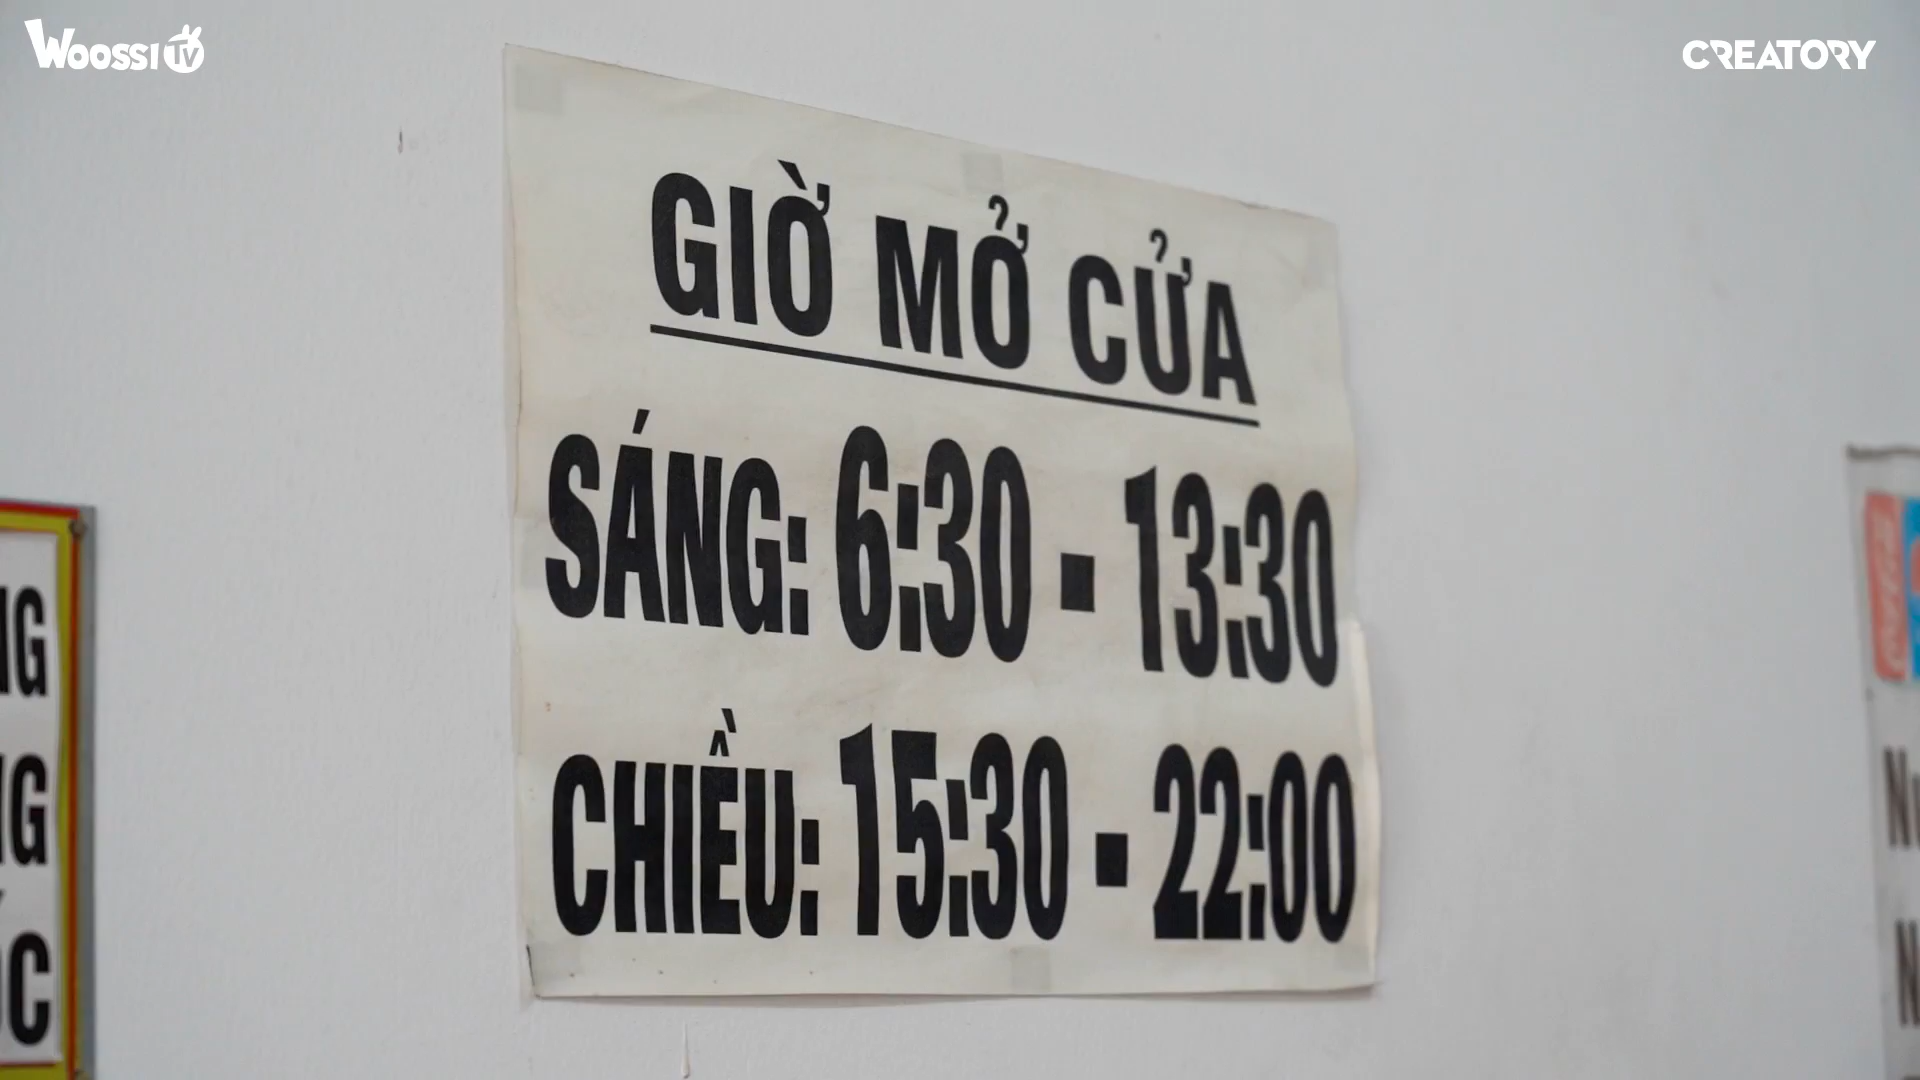 WOOSSI TV
CREATORY
GIỜ MỞ CỬA
SÁNG: 6:30 - 13:30
CHIỀU: 15:30 - 22:00